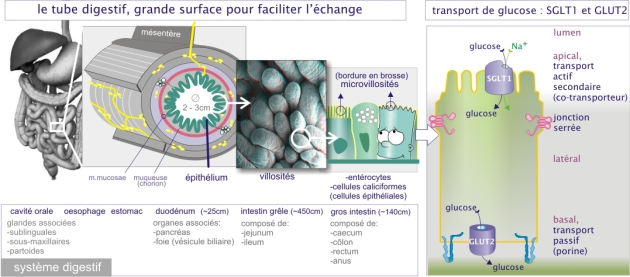 le tube digestif, grande surface pour faciliter l'échange
mésentère
2 - 3cm
m.mucosae
muqueuse
(chorion)
épithélium
villosités
(bordure en brosse)
microvillosités
-entérocytes
-cellules caliciformes
(cellules épithéliales)
cavité orale
glandes associées
-sublinguales
-sous-maxillaires
-partoides
oesophage
estomac
duodénum (~25cm)
organes associés:
-pancréas
-foie (vésicule biliaire)
intestin grêle (~450cm)
composé de:
-jejunum
-ileum
gros intestin (~140cm)
composé de:
-caecum
-côlon
-rectum
-anus
système digestif
transport de glucose : SGLT1 et GLUT2
lumen
glucose
Na+
SGLT1
glucose
apical,
transport
actif
secondaire
(co-transporteur)
jonction
serrée
latéral
glucose
GLUT2
glucose
basal,
transport
passif
(porine)